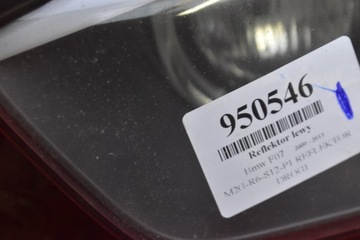 950546
Reflektor lewy
Bmw F07 2009-2013
M2G-R6-S12-P1 REFLEKTOR
DROGI